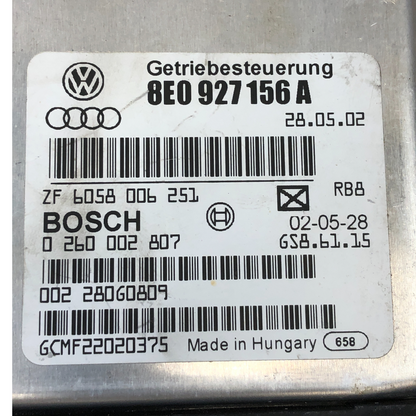 Getriebesteuerung
8E0 927 156 A
28.05.02
ZF 6058 006 251
RB8
BOSCH
02-05-28
0 260 002 807
GS8.61.15
002 28060809
GCMF22020375
Made in Hungary
658